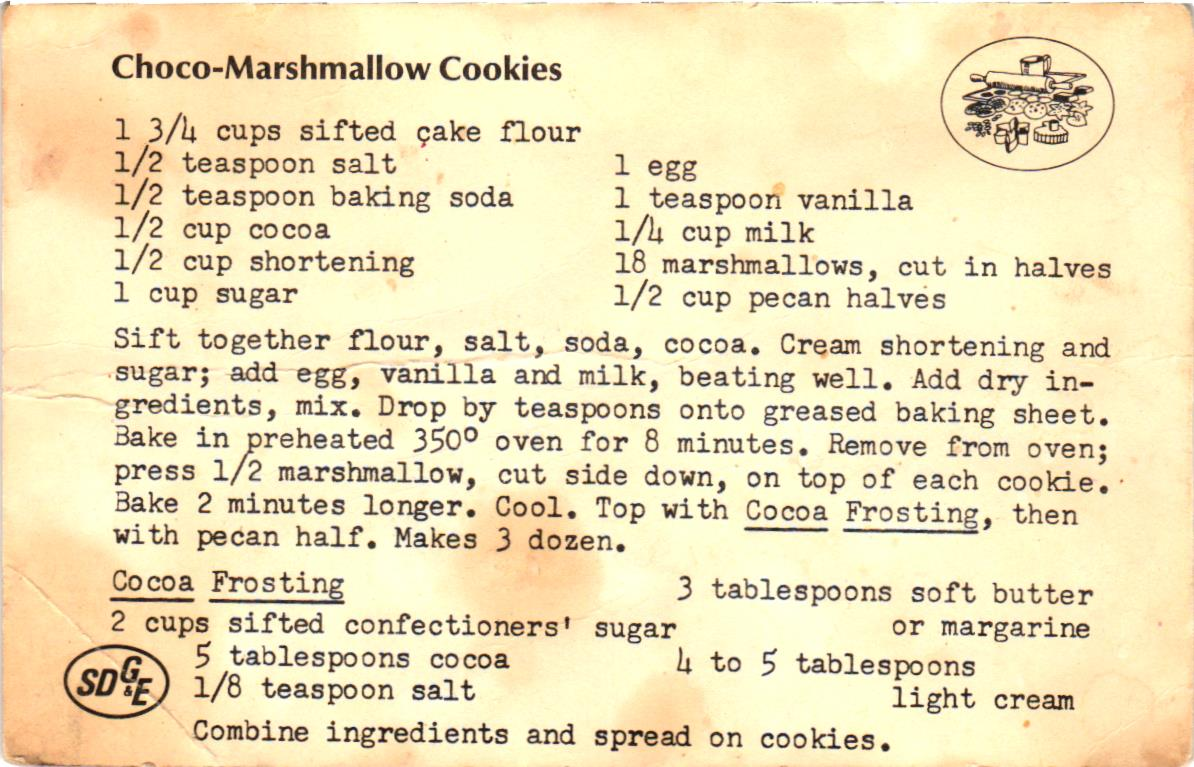 Choco-Marshmallow Cookies
1 3/4 cups sifted cake flour
1/2 teaspoon salt
1/2 teaspoon baking soda
1/2 cup cocoa
1/2 cup shortening
1 cup sugar
1 egg
1 teaspoon vanilla
1/4 cup milk
18 marshmallows, cut in halves
1/2 cup pecan halves
Sift together flour, salt, soda, cocoa. Cream shortening and
sugar; add egg, vanilla and milk, beating well. Add dry in-
gredients, mix. Drop by teaspoons onto greased baking sheet.
Bake in preheated 350º oven for 8 minutes. Remove from oven;
press 1/2 marshmallow, cut side down, on top of each cookie.
Bake 2 minutes longer. Cool. Top with Cocoa Frosting, then
with pecan half. Makes 3 dozen.
Cocoa Frosting
2 cups sifted confectioners' sugar
5 tablespoons cocoa
1/8 teaspoon salt
3 tablespoons soft butter
or margarine
4 to 5 tablespoons
light cream
Combine ingredients and spread on cookies.
SDG&E